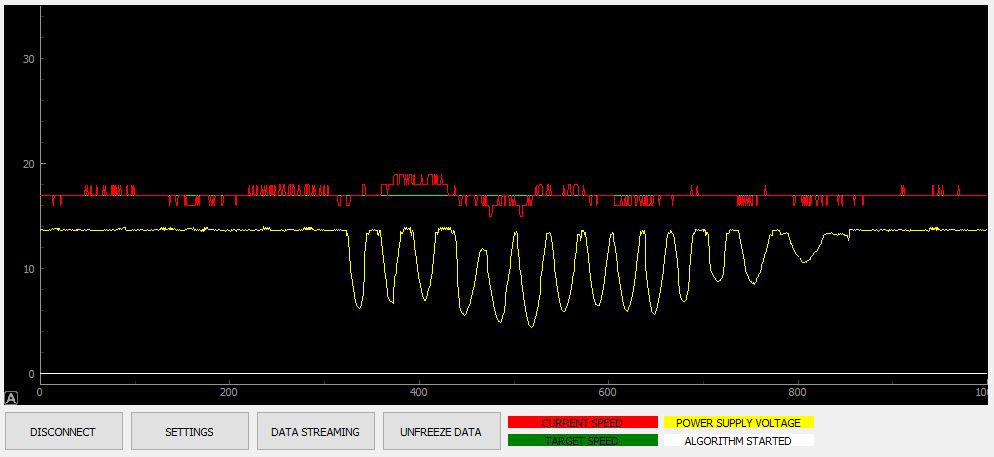 30
20
10
0
0 200 400 600 800 100
A
DISCONNECT SETTINGS DATA STREAMING UNFREEZE DATA
CURRENT SPEED POWER SUPPLY VOLTAGE
TARGET SPEED ALGORITHM STARTED